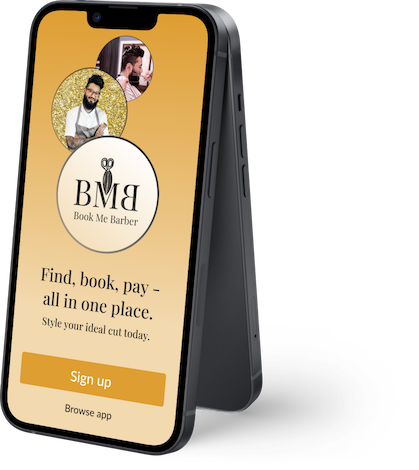 BMB
Book Me Barber
Find, book, pay -
all in one place.
Style your ideal cut today.
Sign up
Browse app